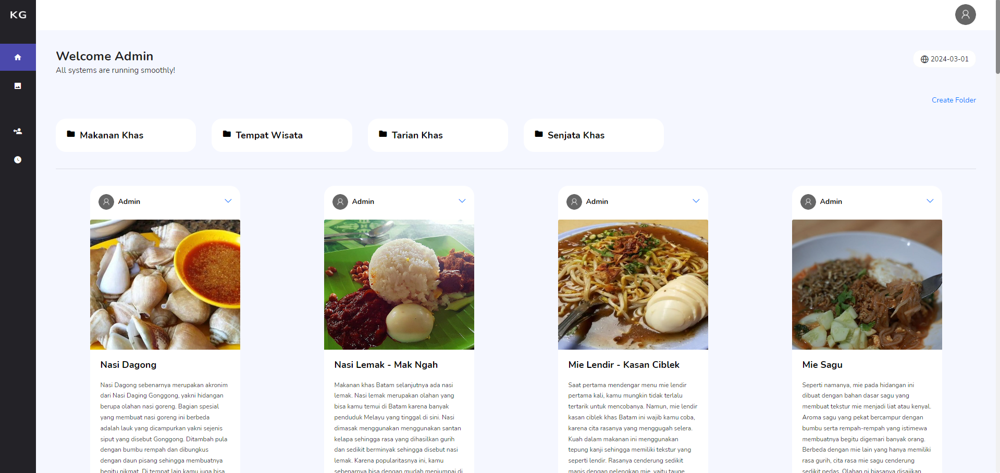 KG
Welcome Admin
All systems are running smoothly!
2024-03-01
Create Folder
Makanan Khas
Tempat Wisata
Tarian Khas
Senjata Khas
Admin
Nasi Dagong
Nasi Dagong sebenarnya merupakan akronim
dari Nasi Daging Gonggong, yakni hidangan
berupa olahan nasi goreng. Bagian spesial
yang membuat nasi goreng ini berbeda
adalah lauk yang dicampurkan yakni sejenis
siput yang disebut Gonggong. Ditambah pula
dengan bumbu rempah dan dibungkus
dengan daun pisang sehingga membuatnya
begitu nikmat. Di tempat lain kamu juga bisa
Admin
Nasi Lemak - Mak Ngah
Makanan khas Batam selanjutnya ada nasi
lemak. Nasi lemak merupakan olahan yang
bisa kamu temui di Batam karena banyak
penduduk Melayu yang tinggal di sini. Nasi
dimasak menggunakan menggunakan santan
kelapa sehingga rasa yang dihasilkan gurih
dan sedikit berminyak sehingga disebut nasi
lemak. Karena popularitasnya ini, kamu
sebenarnya bisa dengan mudah menjumpai di
Admin
Mie Lendir - Kasan Ciblek
Saat pertama mendengar menu mie lendir
pertama kali, kamu mungkin tidak terlalu
tertarik untuk mencobanya. Namun, mie lendir
kasan ciblek khas Batam ini wajib kamu coba,
karena cita rasanya yang menggugah selera.
Kuah dalam makanan ini menggunakan
tepung kanji sehingga memiliki tekstur yang
seperti lendir. Rasanya cenderung sedikit
manis dengan pelengkap mie, yaitu tauge
Admin
Mie Sagu
Seperti namanya, mie pada hidangan ini
dibuat dengan bahan dasar sagu yang
membuat tekstur mie menjadi liat atau kenyal.
Aroma sagu yang pekat bercampur dengan
bumbu serta rempah-rempah yang istimewa
membuatnya begitu digemari banyak orang.
Berbeda dengan mie lain yang hanya memiliki
rasa gurih, cita rasa mie sagu cenderung
sedikit pedas. Olahan ni biasanya disajikan